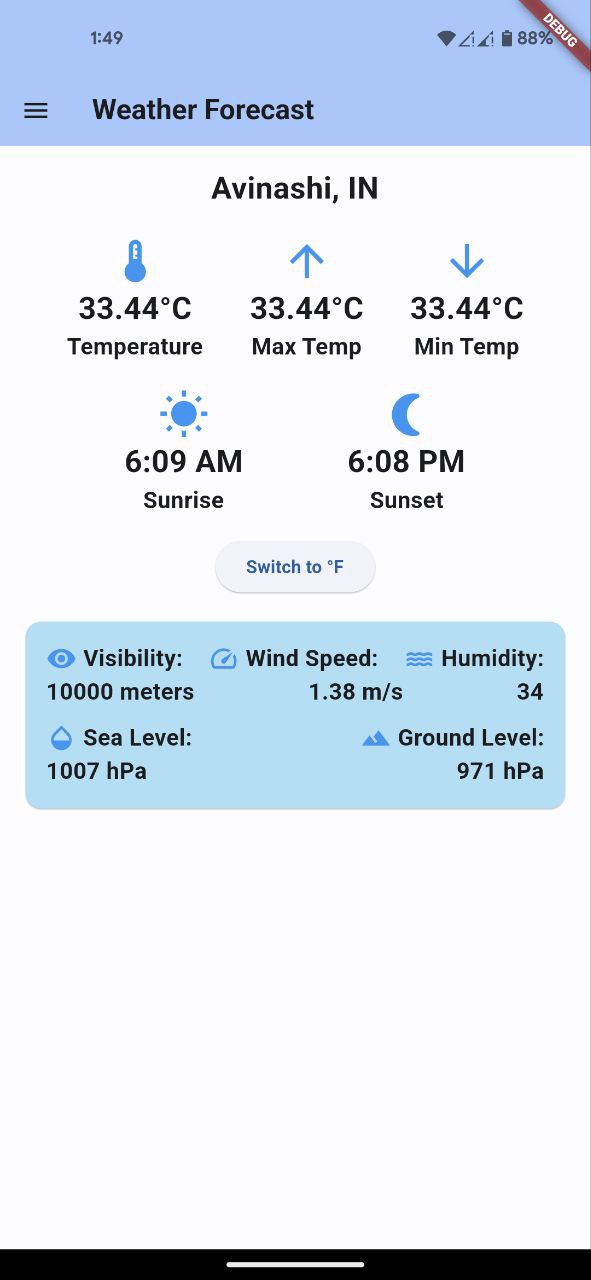 1:49
88%
DEBUG
Weather Forecast
Avinashi, IN
33.44°C 33.44°C 33.44°C
Temperature Max Temp Min Temp
6:09 AM 6:08 PM
Sunrise Sunset
Switch to °F
Visibility: Wind Speed: Humidity:
10000 meters 1.38 m/s 34
Sea Level: Ground Level:
1007 hPa 971 hPa